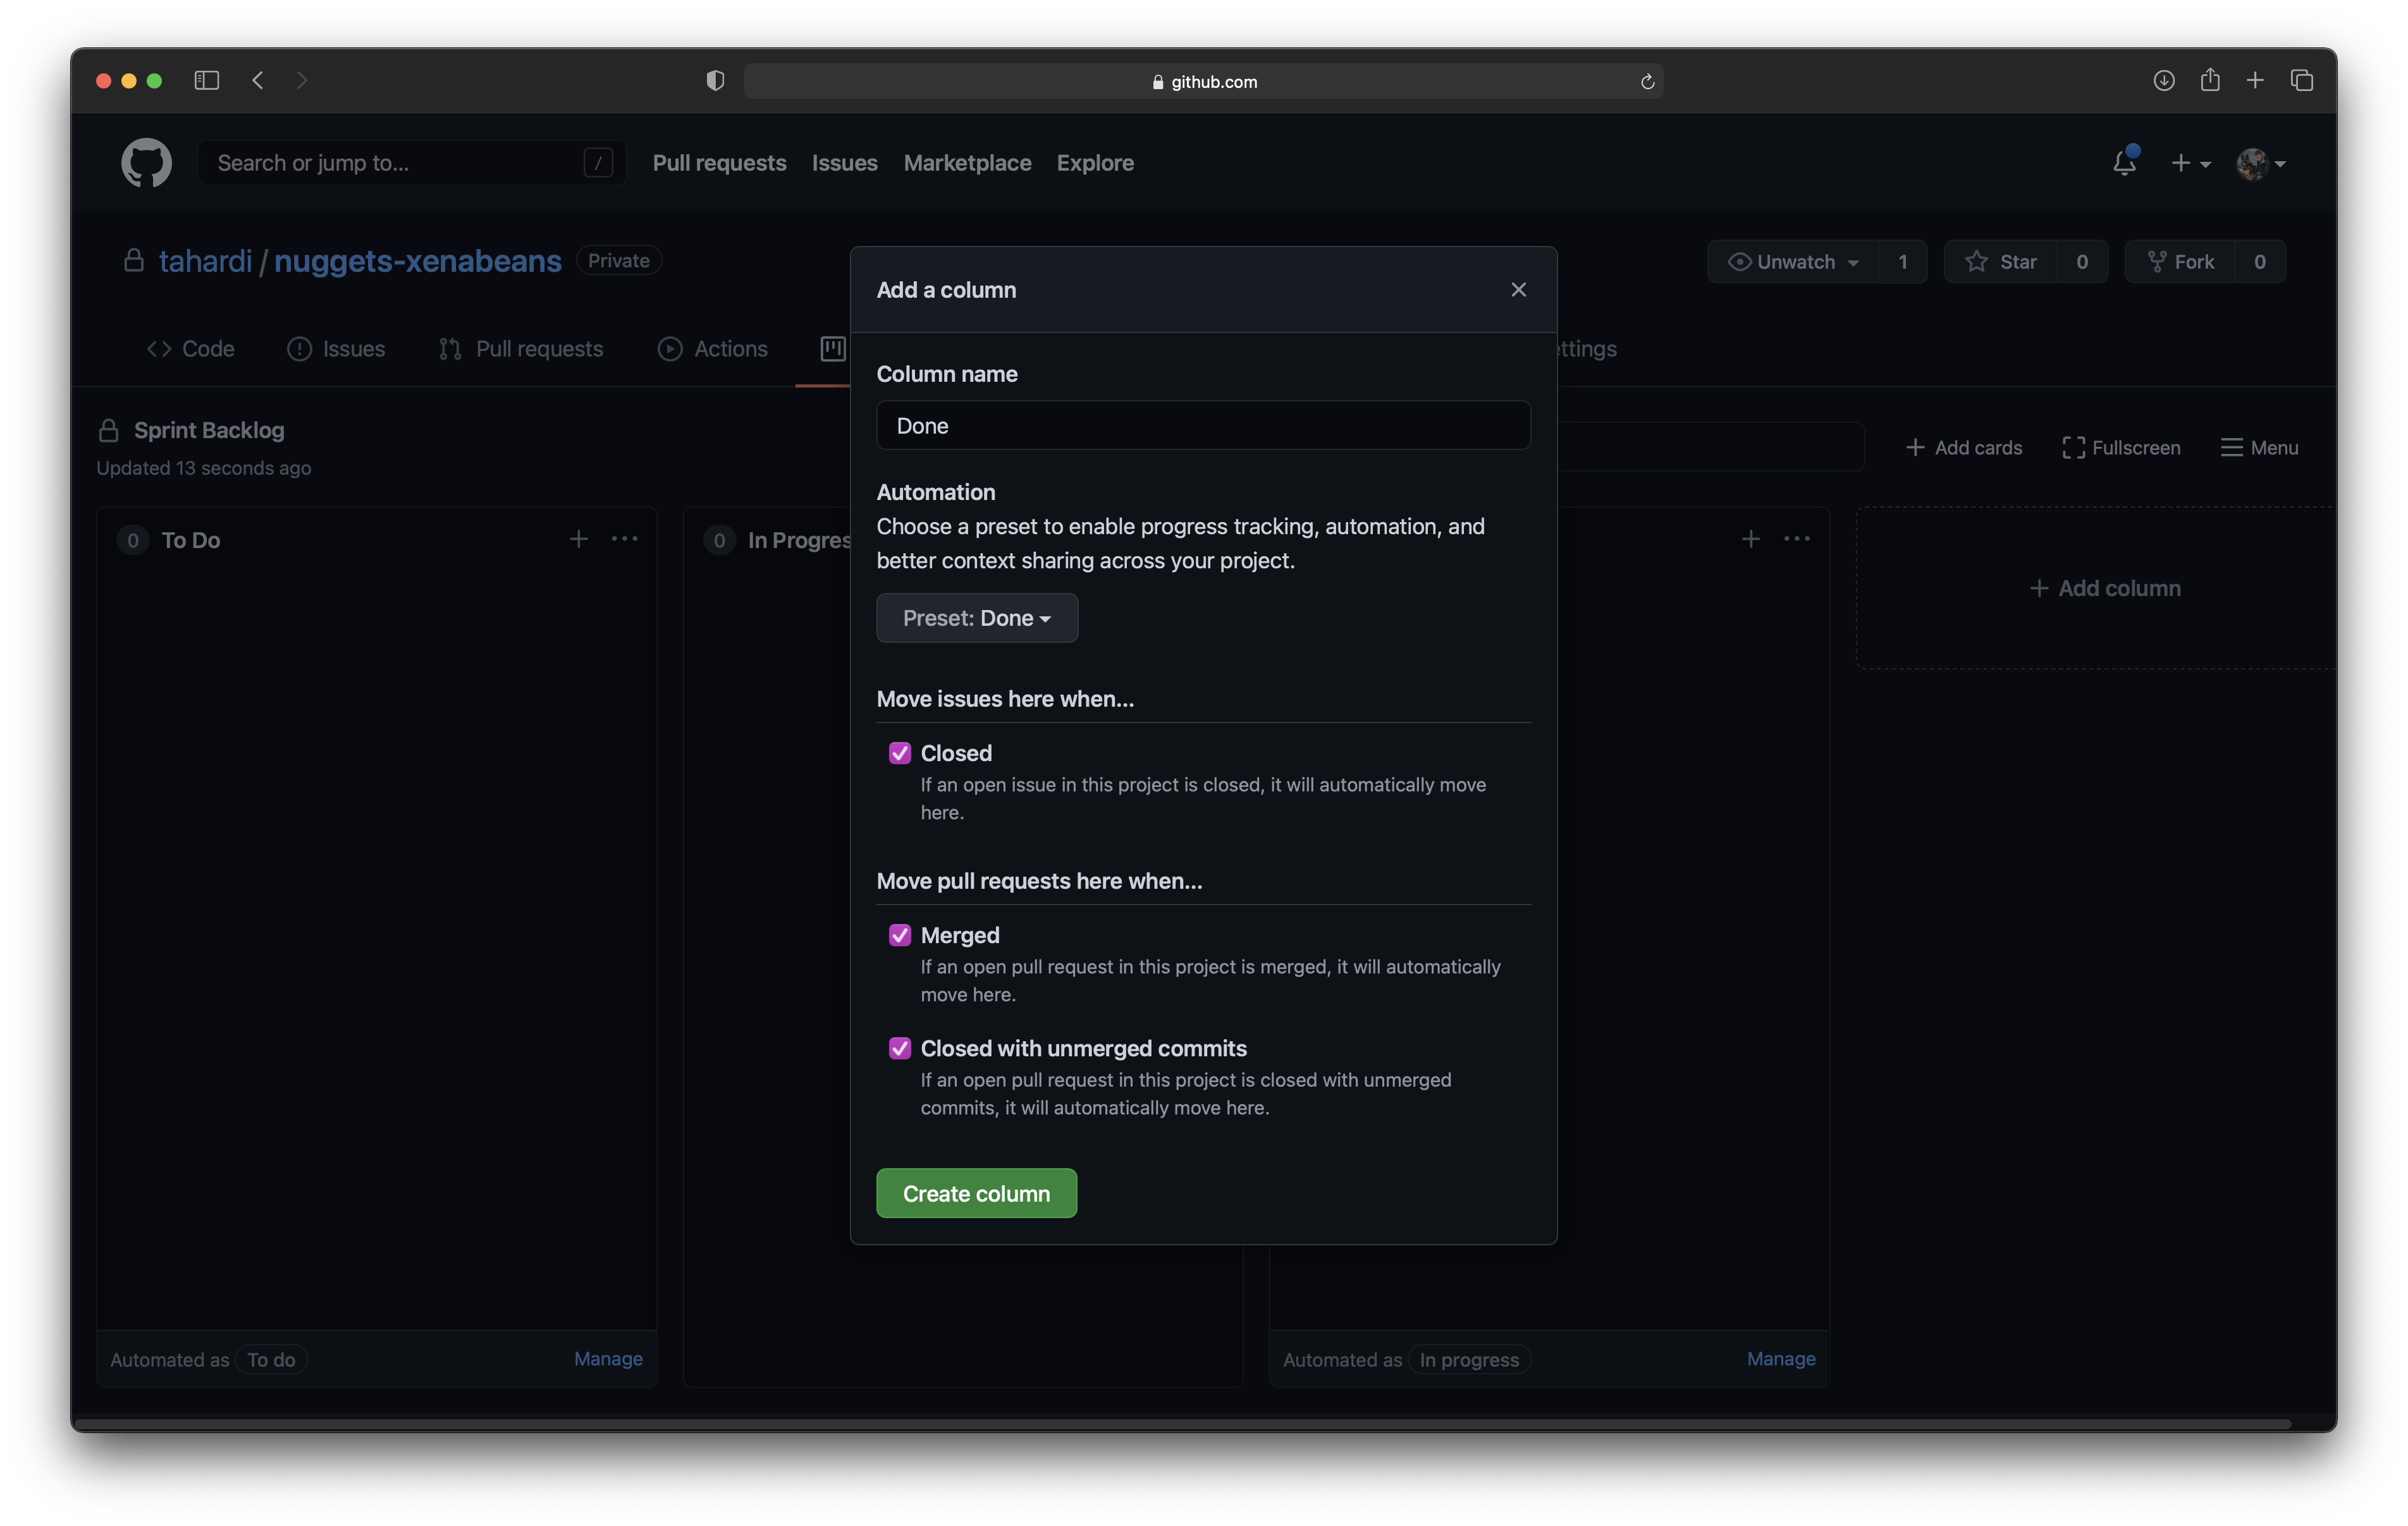 github.com
Search or jump to...
/
Pull requests
Issues
Marketplace
Explore
tahardi / nuggets-xenabeans
Private
Unwatch
1
Star
0
Fork
0
Code
Issues
Pull requests
Actions
ettings
Sprint Backlog
Updated 13 seconds ago
Add cards
Fullscreen
Menu
0 To Do
0 In Progres
Add column
Automated as To do
Manage
Automated as In progress
Manage
Add a column
Column name
Done
Automation
Choose a preset to enable progress tracking, automation, and
better context sharing across your project.
Preset: Done
Move issues here when...
Closed
If an open issue in this project is closed, it will automatically move
here.
Move pull requests here when...
Merged
If an open pull request in this project is merged, it will automatically
move here.
Closed with unmerged commits
If an open pull request in this project is closed with unmerged
commits, it will automatically move here.
Create column